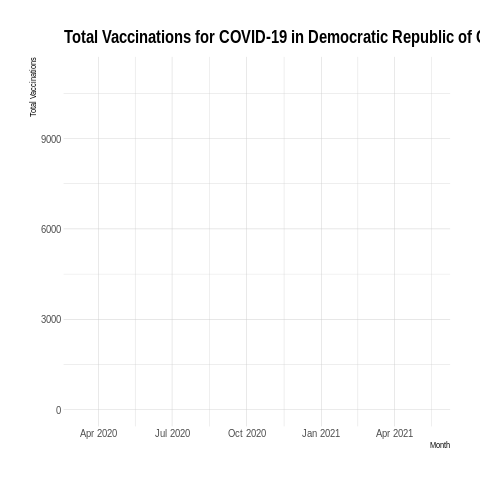 Total Vaccinations for COVID-19 in Democratic Republic of
Total Vaccinations
9000
6000
3000
0
Apr 2020 Jul 2020 Oct 2020 Jan 2021 Apr 2021
Month